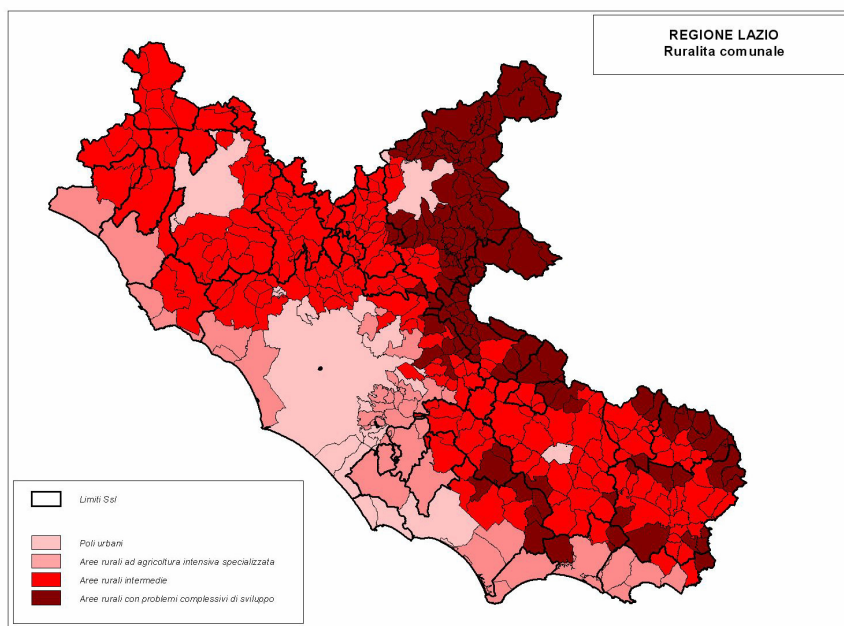 REGIONE LAZIO
Ruralita comunale
Limiti Ssl
Poli urbani
Aree rurali ad agricoltura intensiva specializzata
Aree rurali intermedie
Aree rurali con problemi complessivi di sviluppo